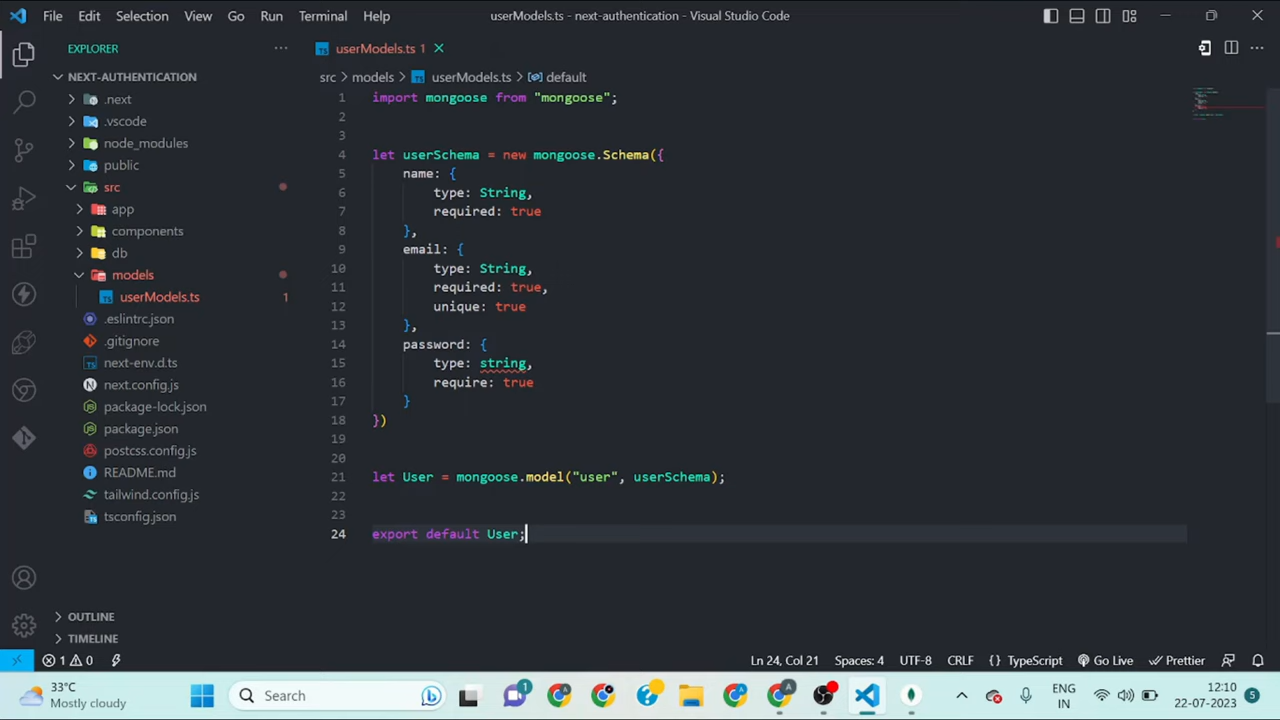 File Edit Selection View Go Run Terminal Help
userModels.ts - next-authentication - Visual Studio Code
EXPLORER
NEXT-AUTHENTICATION
.next
.vscode
node_modules
public
src
app
components
db
models
userModels.ts 1
.eslintrc.json
.gitignore
next-env.d.ts
next.config.js
package-lock.json
package.json
postcss.config.js
README.md
tailwind.config.js
tsconfig.json
OUTLINE
TIMELINE
userModels.ts 1
src > models > userModels.ts > default
1 import mongoose from "mongoose";
2
3
4 let userSchema = new mongoose.Schema({
5 name: {
6 type: String,
7 required: true
8 },
9 email: {
10 type: String,
11 required: true,
12 unique: true
13 },
14 password: {
15 type: string,
16 require: true
17 }
18 })
19
20
21 let User = mongoose.model("user", userSchema);
22
23
24 export default User;
1 0 Ln 24, Col 21 Spaces: 4 UTF-8 CRLF {} TypeScript Go Live Prettier
33°C
Mostly cloudy
Search
1
A
ENG
IN
12:10
22-07-2023
5